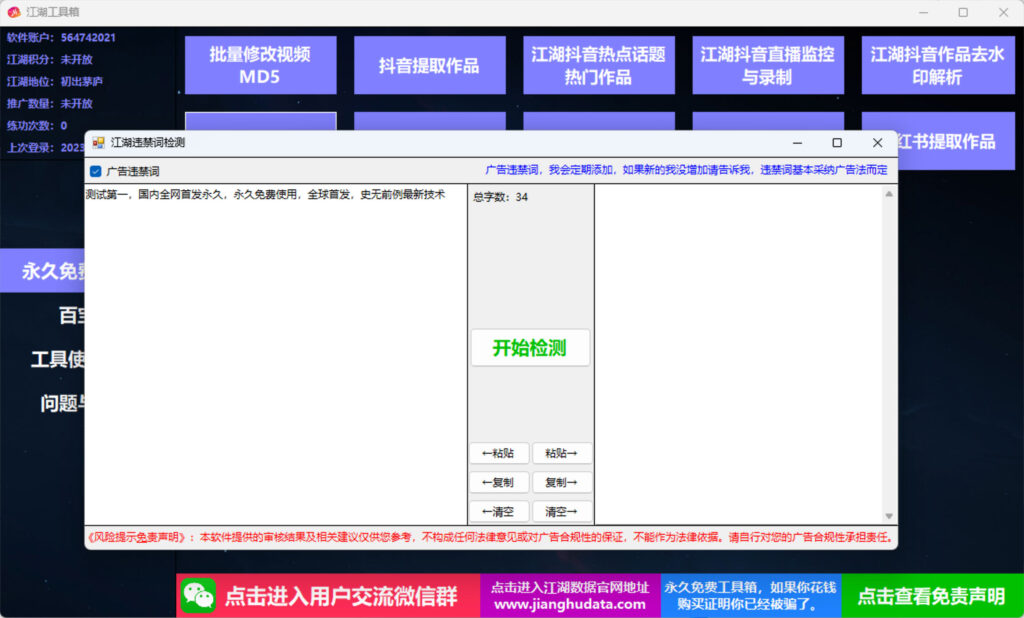 江湖工具箱
软件账户：564742021
江湖积分：未开放
江湖地位：初出茅庐
推广数量：未开放
练功次数：0
上次登录：2023
批量修改视频
MD5
抖音提取作品
江湖抖音热点话题
热门作品
江湖抖音直播监控
与录制
江湖抖音作品去水
印解析
红书提取作品
江湖违禁词检测
广告违禁词
广告违禁词，我会定期添加，如果新的我没增加请告诉我，违禁词基本采纳广告法而定
测试第一，国内全网首发永久，永久免费使用，全球首发，史无前例最新技术
总字数：34
开始检测
←粘贴
粘贴→
←复制
复制→
←清空
清空→
《风险提示免责声明》：本软件提供的审核结果及相关建议仅供您参考，不构成任何法律意见或对广告合规性的保证，不能作为法律依据。请自行对您的广告合规性承担责任。
永久免
工具使
问题
点击进入用户交流微信群
点击进入江湖数据官网地址
www.jianghudata.com
永久免费工具箱，如果你花钱
购买证明你已经被骗了。
点击查看免责声明